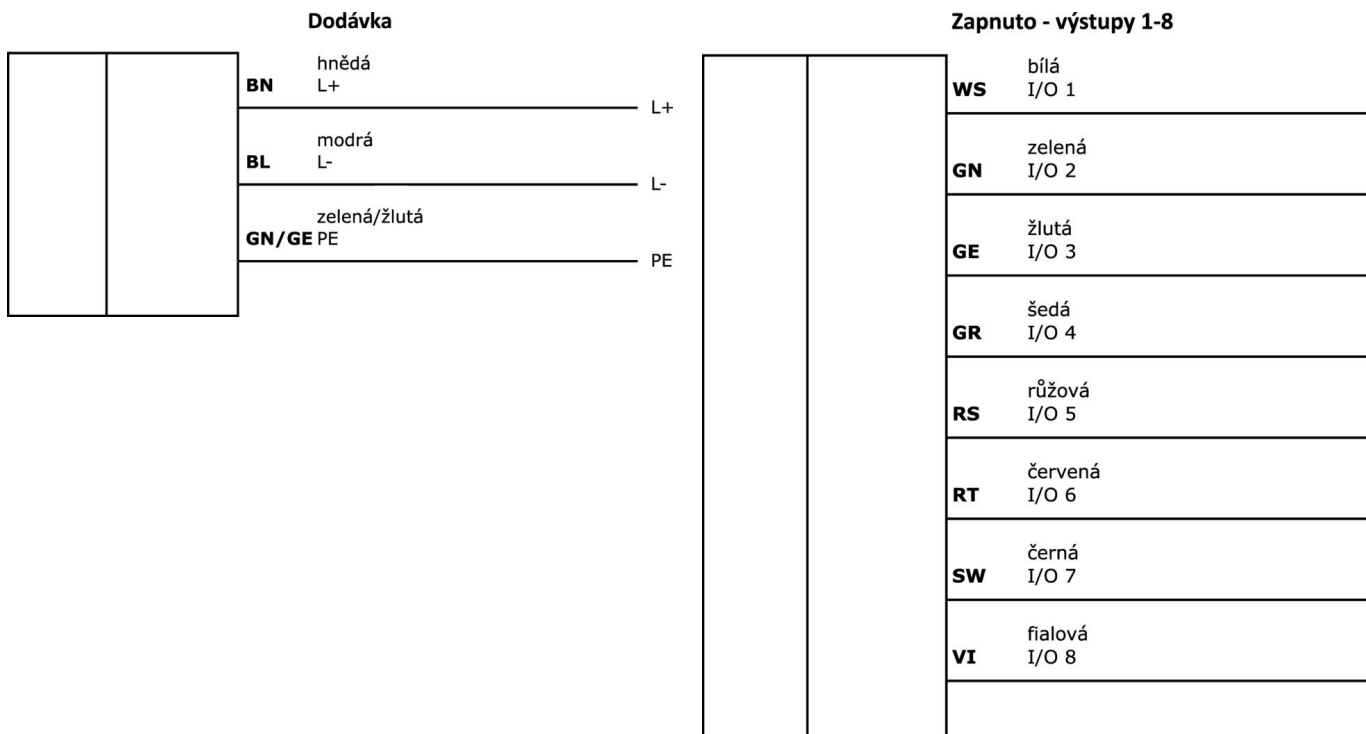 Dodávka
hnědá
BN L+
L+
modrá
BL L-
L-
zelená/žlutá
GN/GE PE
PE
Zapnuto - výstupy 1-8
bílá
WS I/O 1
zelená
GN I/O 2
žlutá
GE I/O 3
šedá
GR I/O 4
růžová
RS I/O 5
červená
RT I/O 6
černá
SW I/O 7
fialová
VI I/O 8